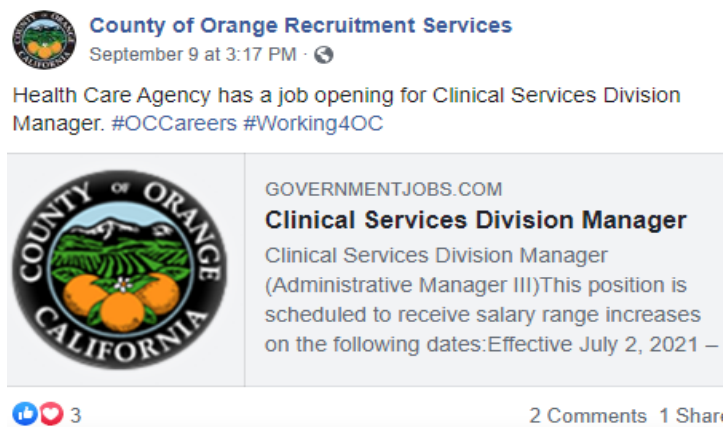 County of Orange Recruitment Services
September 9 at 3:17 PM ·
Health Care Agency has a job opening for Clinical Services Division
Manager. #OCCareers #Working4OC
COUNTY OF ORANGE
CALIFORNIA
GOVERNMENTJOBS.COM
Clinical Services Division Manager
Clinical Services Division Manager
(Administrative Manager III)This position is
scheduled to receive salary range increases
on the following dates:Effective July 2, 2021 –
3
2 Comments 1 Share